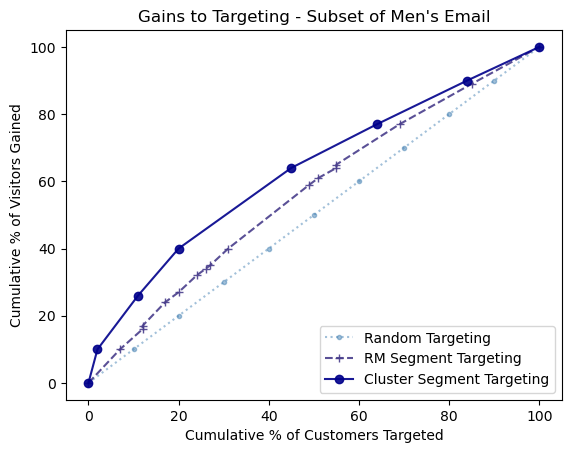 Gains to Targeting - Subset of Men's Email
Cumulative % of Visitors Gained
100
80
60
40
20
0
0 20 40 60 80 100
Cumulative % of Customers Targeted
Random Targeting
RM Segment Targeting
Cluster Segment Targeting